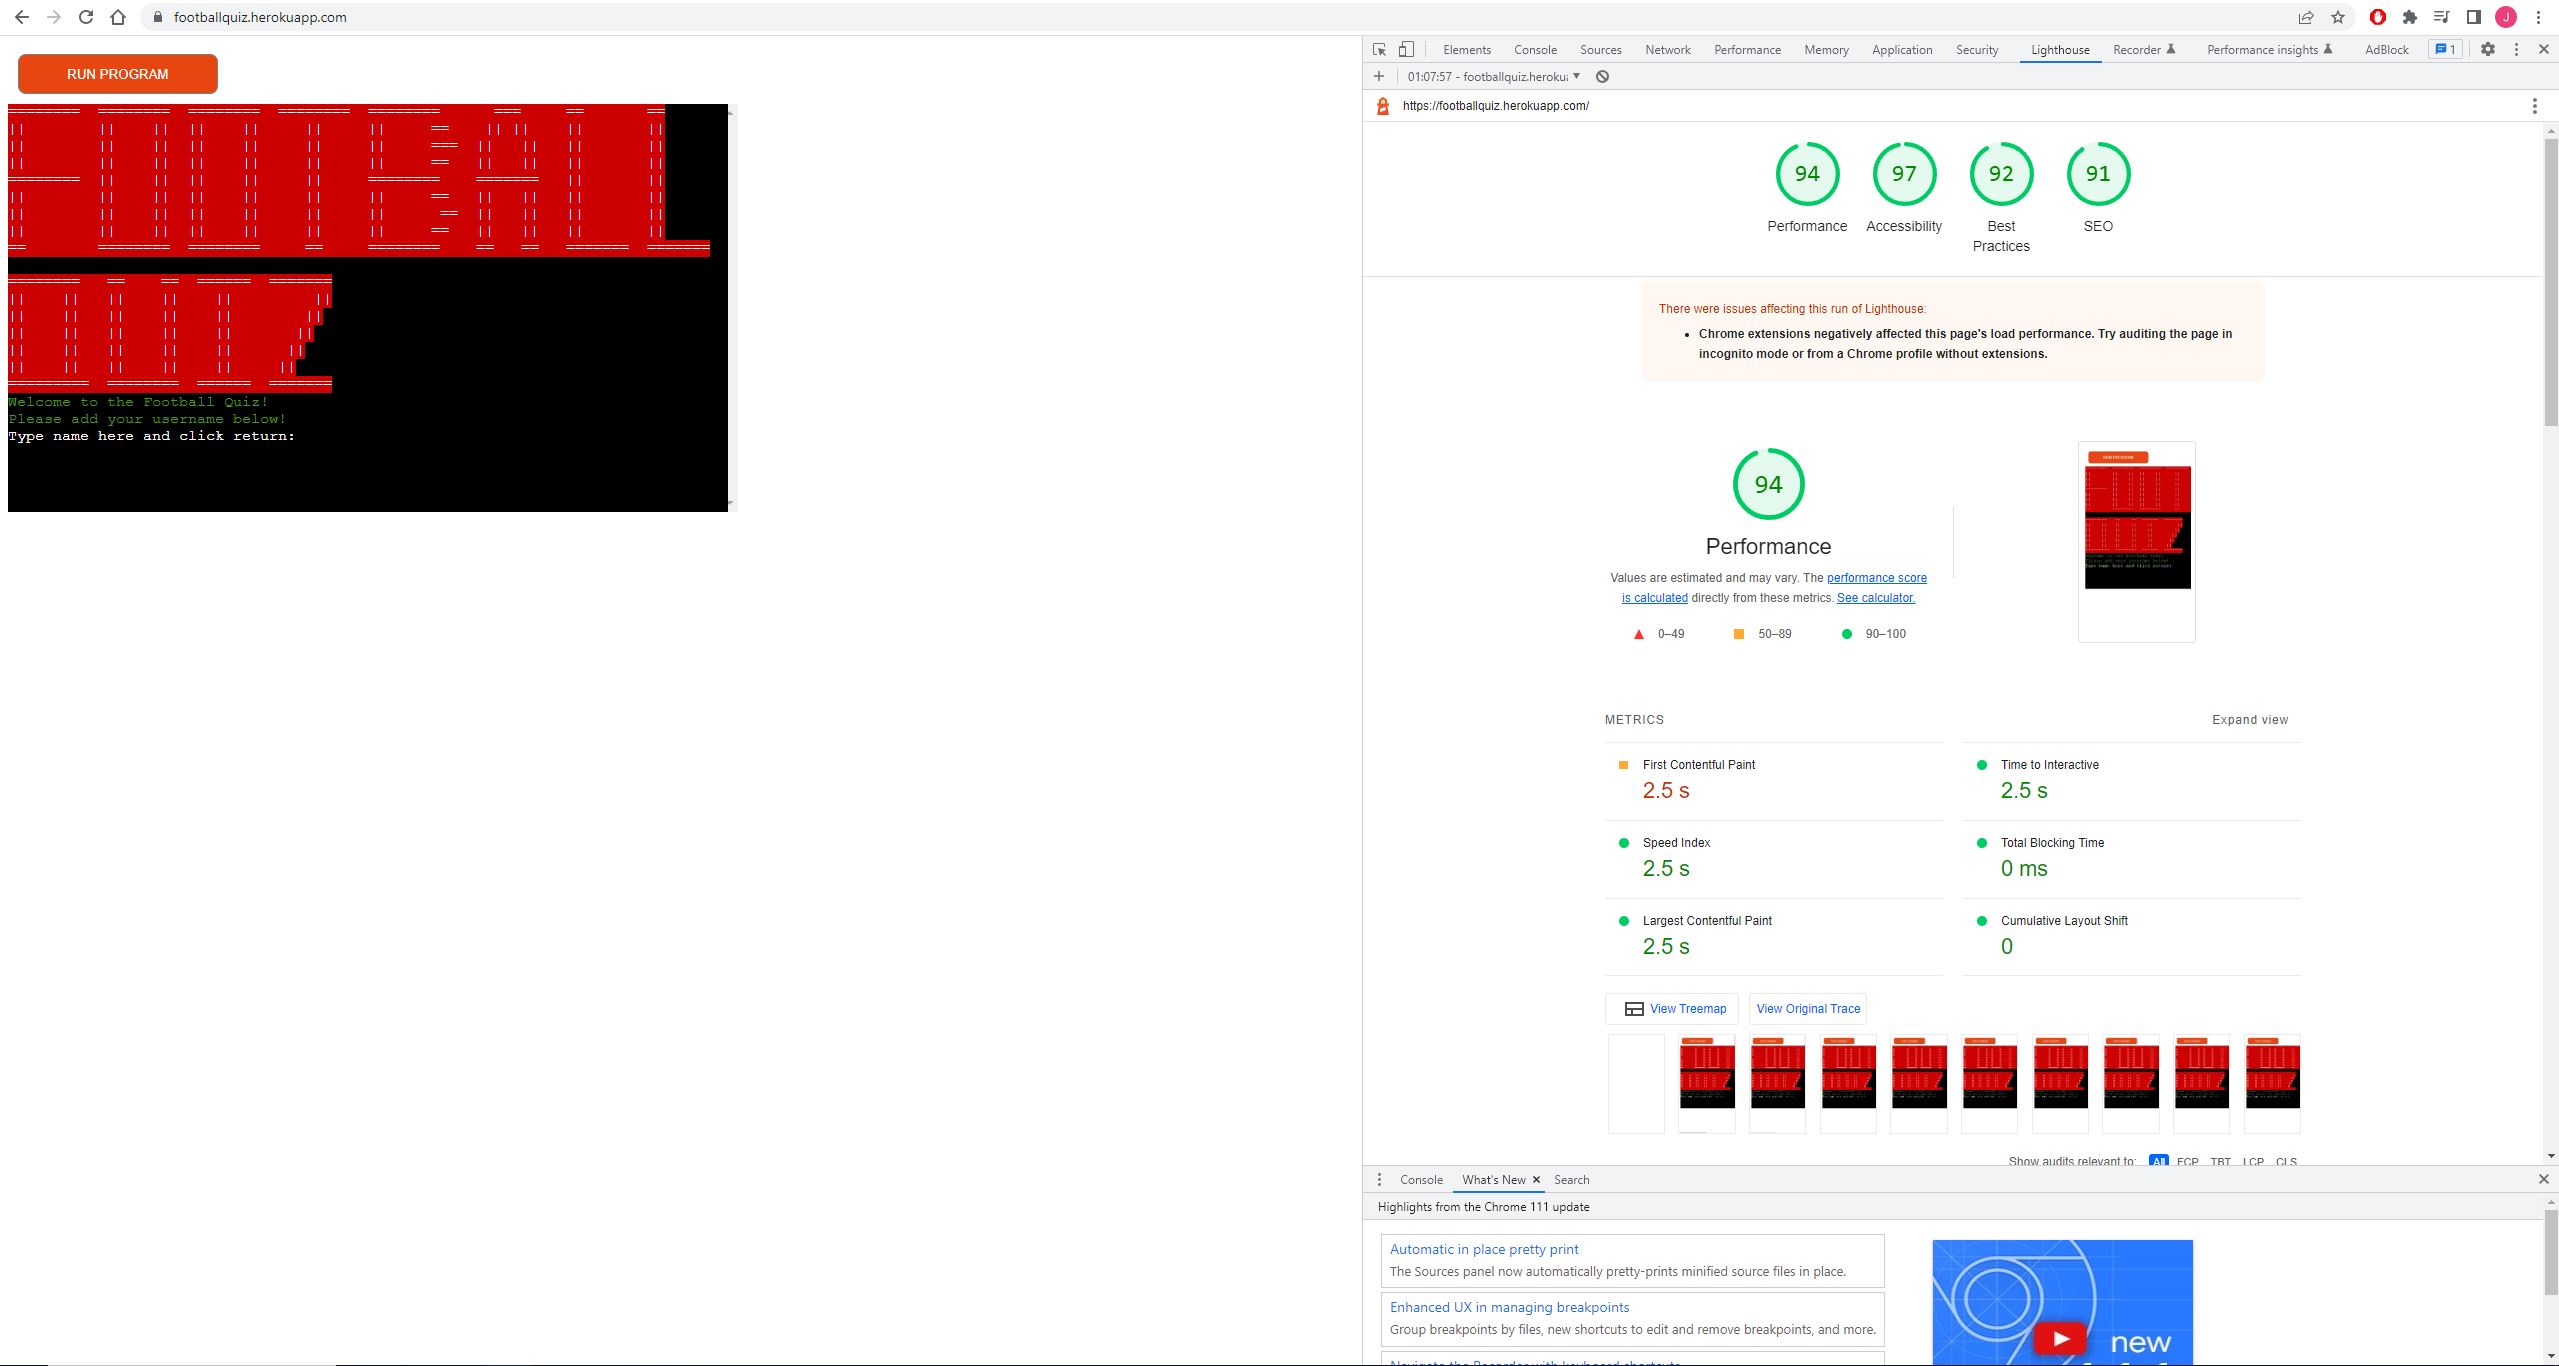 footballquiz.herokuapp.com
J
RUN PROGRAM
Welcome to the Football Quiz!
Please add your username below!
Type name here and click return:
Elements Console Sources Network Performance Memory Application Security Lighthouse Recorder Performance insights AdBlock 1
01:07:57 - footballquiz.heroku
https://footballquiz.herokuapp.com/
94 97 92 91
Performance Accessibility Best Practices SEO
There were issues affecting this run of Lighthouse:
Chrome extensions negatively affected this page's load performance. Try auditing the page in
incognito mode or from a Chrome profile without extensions.
94
Performance
Values are estimated and may vary. The performance score
is calculated directly from these metrics. See calculator.
0–49 50–89 90–100
METRICS Expand view
First Contentful Paint
2.5 s
Time to Interactive
2.5 s
Speed Index
2.5 s
Total Blocking Time
0 ms
Largest Contentful Paint
2.5 s
Cumulative Layout Shift
0
View Treemap View Original Trace
Show audits relevant to: All FCP TBT LCP CLS
Console What's New Search
Highlights from the Chrome 111 update
Automatic in place pretty print
The Sources panel now automatically pretty-prints minified source files in place.
Enhanced UX in managing breakpoints
Group breakpoints by files, new shortcuts to edit and remove breakpoints, and more.
Navigate the Recorder with keyboard shortcuts
new